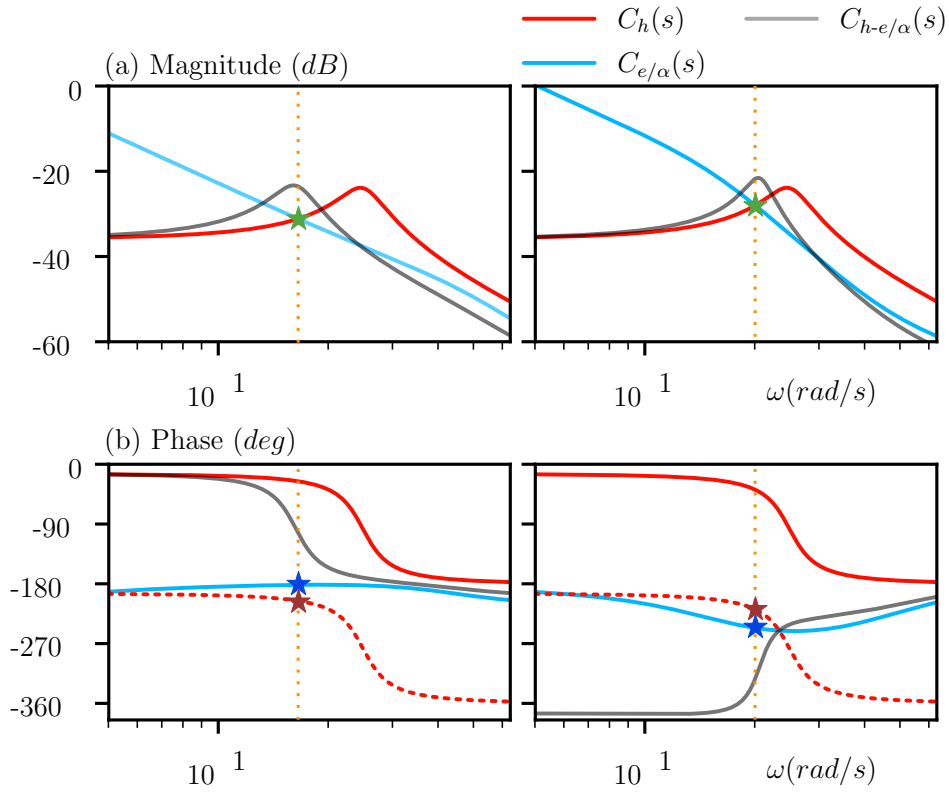 C_h(s) C_{h-e/α}(s)
C_{e/α}(s)
(a) Magnitude (dB)
0
-20
-40
-60
10 1
10 1
ω(rad/s)
(b) Phase (deg)
0
-90
-180
-270
-360
10 1
10 1
ω(rad/s)